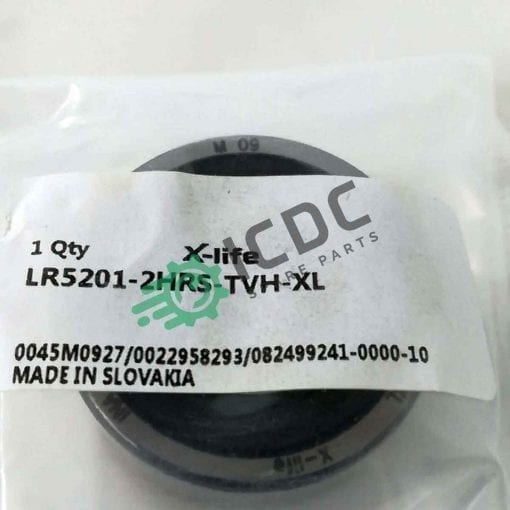 M 09
1 Qty X-life
LR5201-2HRS-TVH-XL
0045M0927/0022958293/082499241-0000-10
MADE IN SLOVAKIA
ICDC
SPARE PARTS
X-life